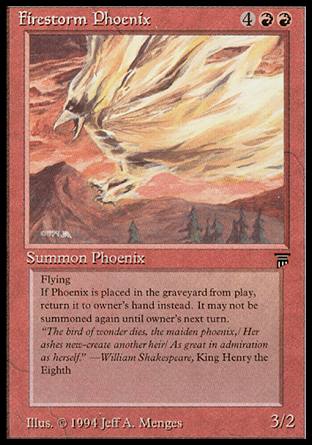 Firestorm Phoenix 4
Summon Phoenix
Flying
If Phoenix is placed in the graveyard from play,
return it to owner's hand instead. It may not be
summoned again until owner's next turn.
"The bird of wonder dies, the maiden phoenix,/ Her
ashes new-create another heir/ As great in admiration
as herself." —William Shakespeare, King Henry the
Eighth
Illus. © 1994 Jeff A. Menges 3/2